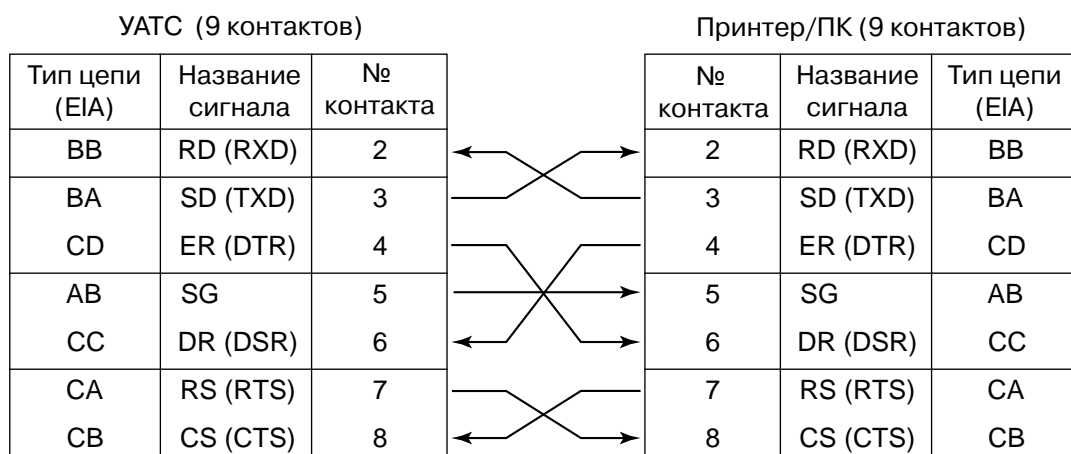 УАТС (9 контактов)
Принтер/ПК (9 контактов)
Тип цепи (EIA) Название сигнала № контакта № контакта Название сигнала Тип цепи (EIA)
BB RD (RXD) 2 2 RD (RXD) BB
BA SD (TXD) 3 3 SD (TXD) BA
CD ER (DTR) 4 4 ER (DTR) CD
AB SG 5 5 SG AB
CC DR (DSR) 6 6 DR (DSR) CC
CA RS (RTS) 7 7 RS (RTS) CA
CB CS (CTS) 8 8 CS (CTS) CB